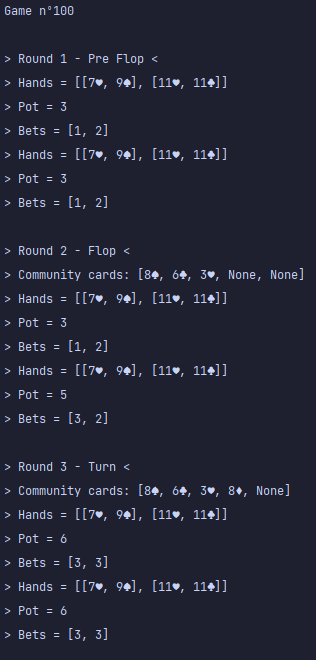 Game n°100
> Round 1 - Pre Flop <
> Hands = [[7♥, 9♠], [11♥, 11♣]]
> Pot = 3
> Bets = [1, 2]
> Hands = [[7♥, 9♠], [11♥, 11♣]]
> Pot = 3
> Bets = [1, 2]
> Round 2 - Flop <
> Community cards: [8♠, 6♣, 3♥, None, None]
> Hands = [[7♥, 9♠], [11♥, 11♣]]
> Pot = 3
> Bets = [1, 2]
> Hands = [[7♥, 9♠], [11♥, 11♣]]
> Pot = 5
> Bets = [3, 2]
> Round 3 - Turn <
> Community cards: [8♠, 6♣, 3♥, 8♦, None]
> Hands = [[7♥, 9♠], [11♥, 11♣]]
> Pot = 6
> Bets = [3, 3]
> Hands = [[7♥, 9♠], [11♥, 11♣]]
> Pot = 6
> Bets = [3, 3]